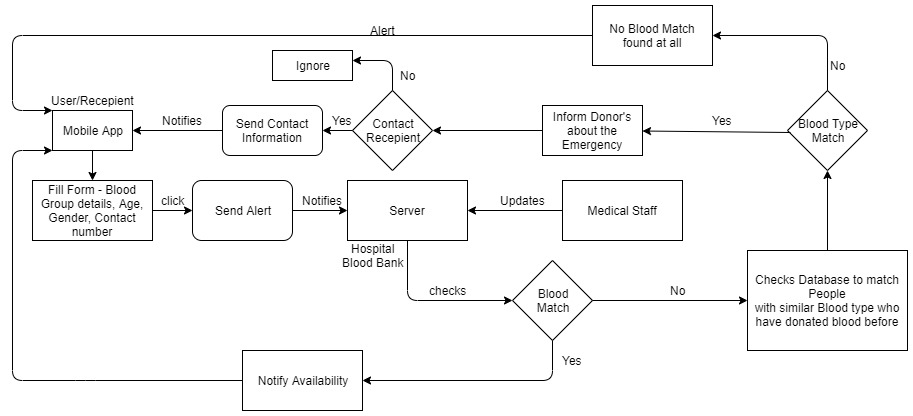 No Blood Match
found at all
Alert
Ignore
No
No
User/Recepient
Mobile App
Notifies
Send Contact
Information
Yes
Contact
Recepient
Inform Donor's
about the
Emergency
Yes
Blood Type
Match
Fill Form - Blood
Group details, Age,
Gender, Contact
number
click
Send Alert
Notifies
Server
Updates
Medical Staff
Hospital
Blood Bank
checks
Blood
Match
No
Checks Database to match
People
with similar Blood type who
have donated blood before
Yes
Notify Availability